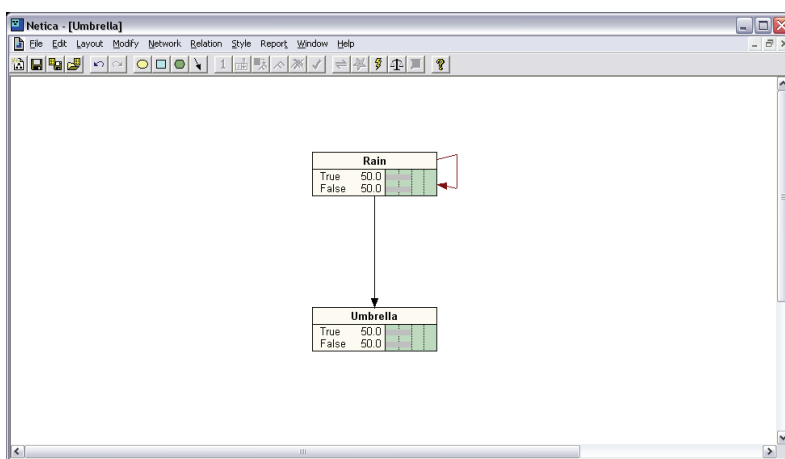 Netica - [Umbrella]
File Edit Layout Modify Network Relation Style Report Window Help
1 ?
Rain
True 50.0
False 50.0
Umbrella
True 50.0
False 50.0